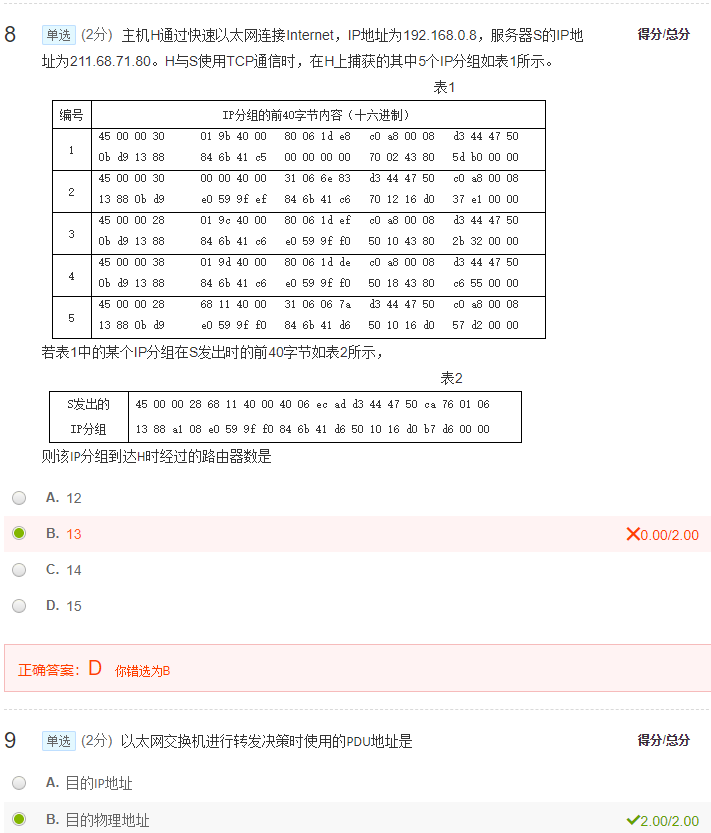 8 单选 (2分) 主机H通过快速以太网连接Internet，IP地址为192.168.0.8，服务器S的IP地 得分/总分
址为211.68.71.80。H与S使用TCP通信时，在H上捕获的其中5个IP分组如表1所示。
表1
编号 IP分组的前40字节内容（十六进制）
1 45 00 00 30 01 9b 40 00 80 06 1d e8 c0 a8 00 08 d3 44 47 50
0b d9 13 88 84 6b 41 c5 00 00 00 00 70 02 43 80 5d b0 00 00
2 45 00 00 30 00 00 40 00 31 06 6e 83 d3 44 47 50 c0 a8 00 08
13 88 0b d9 e0 59 9f ef 84 6b 41 c6 70 12 16 d0 37 e1 00 00
3 45 00 00 28 01 9c 40 00 80 06 1d ef c0 a8 00 08 d3 44 47 50
0b d9 13 88 84 6b 41 c6 e0 59 9f f0 50 10 43 80 2b 32 00 00
4 45 00 00 38 01 9d 40 00 80 06 1d de c0 a8 00 08 d3 44 47 50
0b d9 13 88 84 6b 41 c6 e0 59 9f f0 50 18 43 80 c6 55 00 00
5 45 00 00 28 68 11 40 00 31 06 06 7a d3 44 47 50 c0 a8 00 08
13 88 0b d9 e0 59 9f f0 84 6b 41 d6 50 10 16 d0 57 d2 00 00
若表1中的某个IP分组在S发出时的前40字节如表2所示，
表2
S发出的 45 00 00 28 68 11 40 00 40 06 ec ad d3 44 47 50 ca 76 01 06
IP分组 13 88 a1 08 e0 59 9f f0 84 6b 41 d6 50 10 16 d0 b7 d6 00 00
则该IP分组到达H时经过的路由器数是
A. 12
B. 13 0.00/2.00
C. 14
D. 15
正确答案：D 你错选为B
9 单选 (2分) 以太网交换机进行转发决策时使用的PDU地址是 得分/总分
A. 目的IP地址
B. 目的物理地址 2.00/2.00